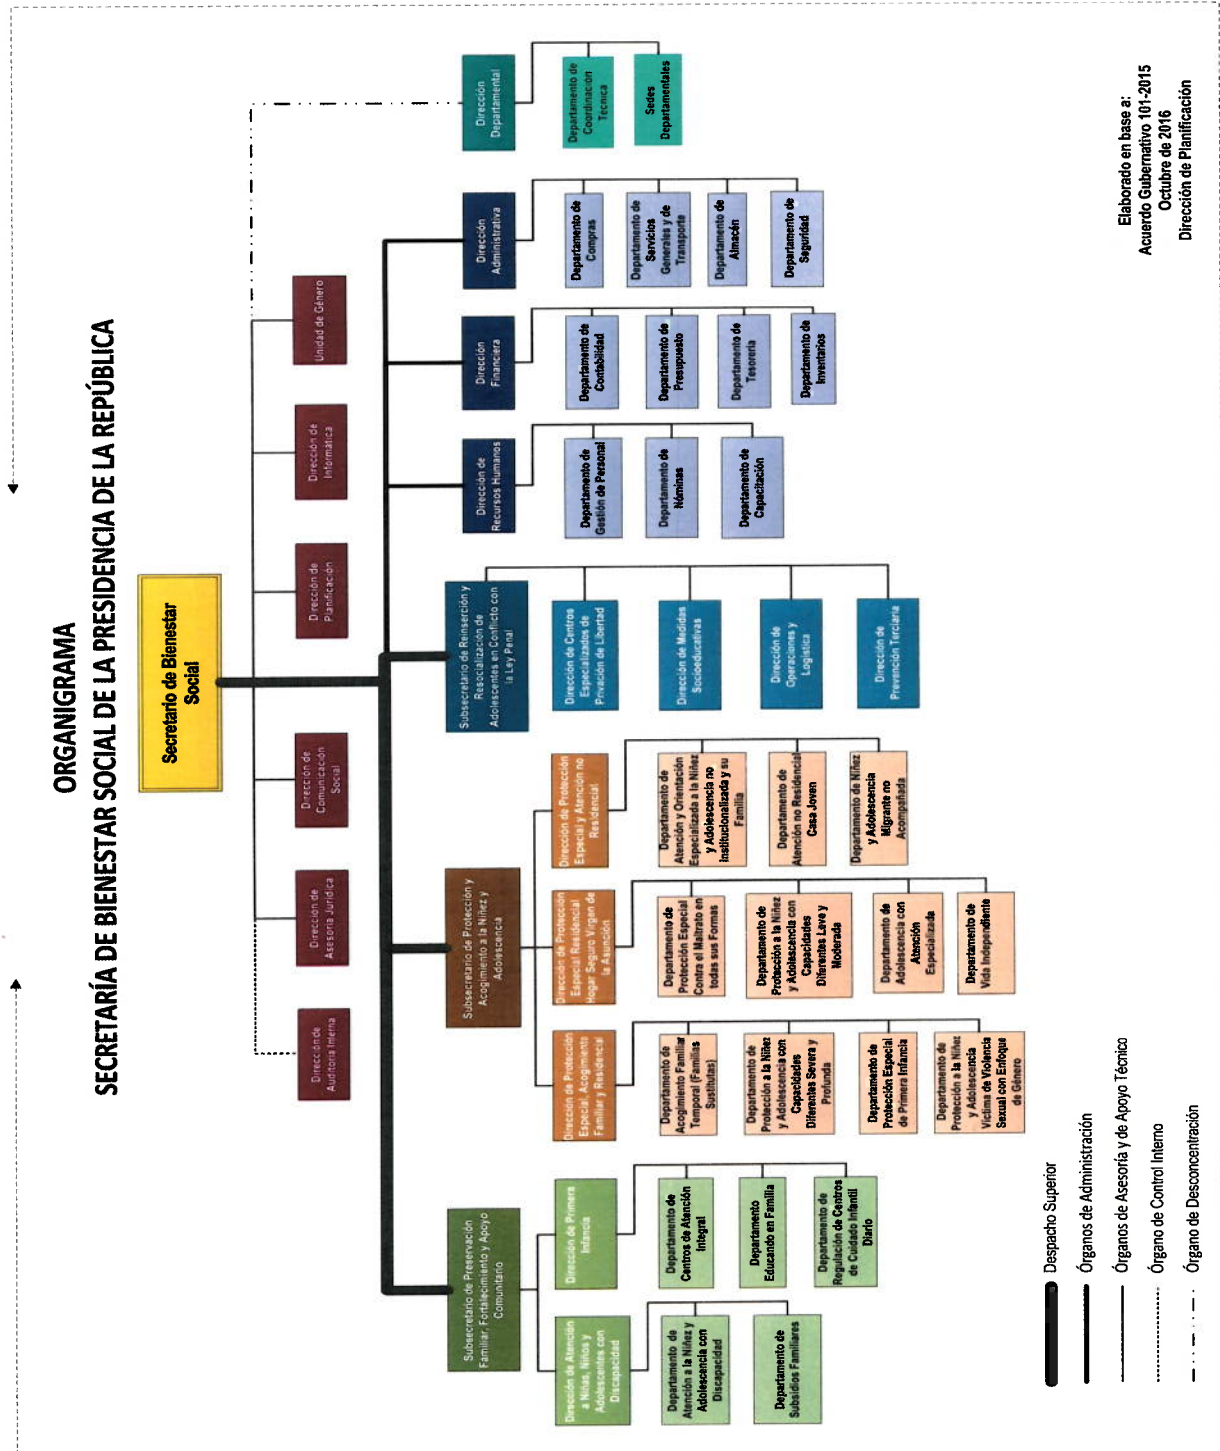 ORGANIGRAMA
SECRETARÍA DE BIENESTAR SOCIAL DE LA PRESIDENCIA DE LA REPÚBLICA
Secretario de Bienestar
Social
Dirección de
Auditoria Interna
Dirección de
Asesoria Jurídica
Dirección de
Comunicación
Social
Dirección de
Planificación
Dirección de
Informática
Unidad de Género
Subsecretario de Preservación
Familiar, Fortalecimiento y Apoyo
Comunitario
Subsecretario de Protección y
Acogimiento a la Niñez y
Adolescencia
Subsecretario de Reinserción y
Resocialización de
Adolescentes en Conflicto con
la Ley Penal
Dirección de
Recursos Humanos
Dirección
Financiera
Dirección
Administrativa
Dirección
Departamental
Dirección de Atención
a Niñas, Niños y
Adolescentes con
Discapacidad
Departamento de
Atención a la Niñez y
Adolescencia con
Discapacidad
Departamento de
Subsidios Familiares
Dirección de Primera
Infancia
Departamento de
Centros de Atención
Integral
Departamento
Educando en Familia
Departamento de
Regulación de Centros
de Cuidado Infantil
Diario
Dirección de Protección
Especial, Acogimiento
Familiar y Residencial
Departamento de
Acogimiento Familiar
Temporal (Familias
Sustitutas)
Departamento de
Protección a la Niñez
y Adolescencia con
Capacidades
Diferentes Severa y
Profunda
Departamento de
Protección Especial
de Primera Infancia
Departamento de
Protección a la Niñez
y Adolescencia
Víctima de Violencia
Sexual con Enfoque
de Género
Dirección de Protección
Especial Residencial
Hogar Seguro Virgen de
la Asunción
Departamento de
Protección Especial
Contra el Maltrato en
todas sus Formas
Departamento de
Protección a la Niñez
y Adolescencia con
Capacidades
Diferentes Leve y
Moderada
Departamento de
Adolescencia con
Atención
Especializada
Departamento de
Vida Independiente
Dirección de Protección
Especial y Atención no
Residencial
Departamento de
Atención y Orientación
Especializada a la Niñez
y Adolescencia no
Institucionalizada y su
Familia
Departamento de
Atención no Residencial
Casa Joven
Departamento de Niñez
y Adolescencia
Migrante no
Acompañada
Dirección de Centros
Especializados de
Privación de Libertad
Dirección de Medidas
Socioeducativas
Dirección de
Operaciones y
Logística
Dirección de
Prevención Terciaria
Departamento de
Gestión de Personal
Departamento de
Nóminas
Departamento de
Capacitación
Departamento de
Contabilidad
Departamento de
Presupuesto
Departamento de
Tesorería
Departamento de
Inventarios
Departamento de
Compras
Departamento de
Servicios
Generales y de
Transporte
Departamento de
Almacén
Departamento de
Seguridad
Departamento de
Coordinación
Técnica
Sedes
Departamentales
Despacho Superior
Órganos de Administración
Órganos de Asesoría y de Apoyo Técnico
Órgano de Control Interno
Órgano de Desconcentración
Elaborado en base a:
Acuerdo Gubernativo 101-2015
Octubre de 2016
Dirección de Planificación